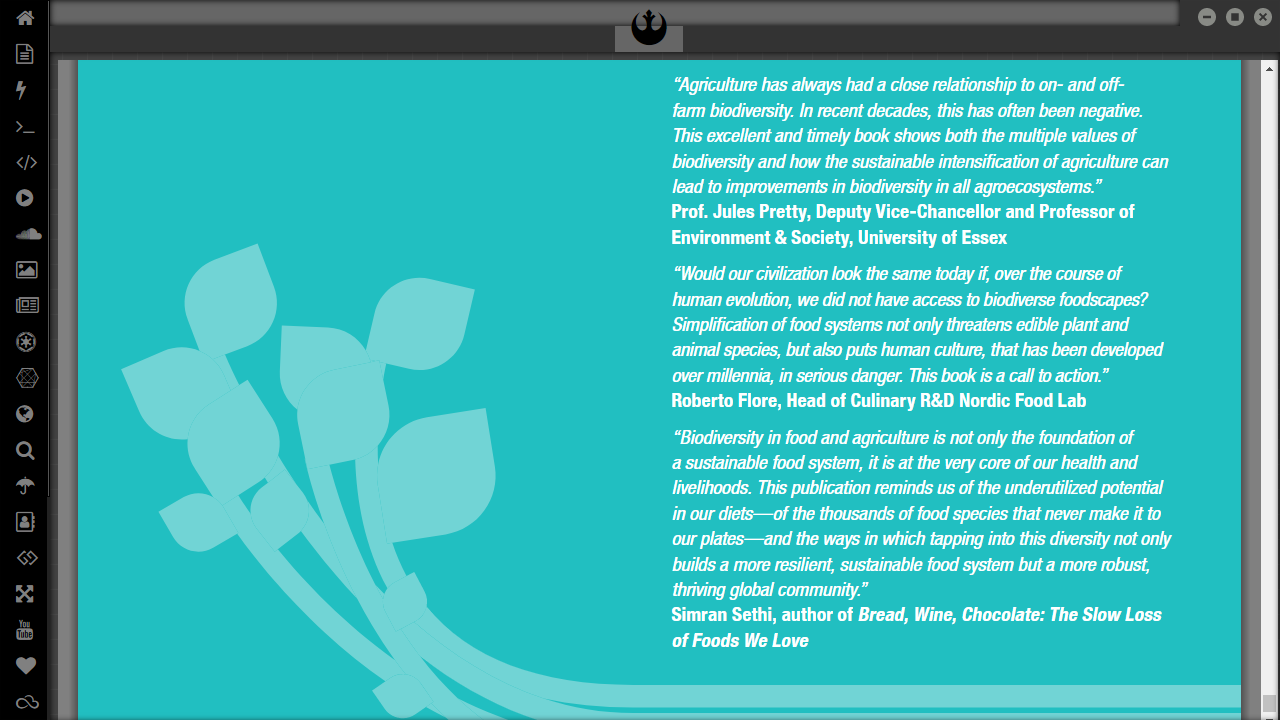 “Agriculture has always had a close relationship to on- and off-
farm biodiversity. In recent decades, this has often been negative.
This excellent and timely book shows both the multiple values of
biodiversity and how the sustainable intensification of agriculture can
lead to improvements in biodiversity in all agroecosystems.”
Prof. Jules Pretty, Deputy Vice-Chancellor and Professor of
Environment & Society, University of Essex
“Would our civilization look the same today if, over the course of
human evolution, we did not have access to biodiverse foodscapes?
Simplification of food systems not only threatens edible plant and
animal species, but also puts human culture, that has been developed
over millennia, in serious danger. This book is a call to action.”
Roberto Flore, Head of Culinary R&D Nordic Food Lab
“Biodiversity in food and agriculture is not only the foundation of
a sustainable food system, it is at the very core of our health and
livelihoods. This publication reminds us of the underutilized potential
in our diets—of the thousands of food species that never make it to
our plates—and the ways in which tapping into this diversity not only
builds a more resilient, sustainable food system but a more robust,
thriving global community.”
Simran Sethi, author of Bread, Wine, Chocolate: The Slow Loss
of Foods We Love
You
Tube